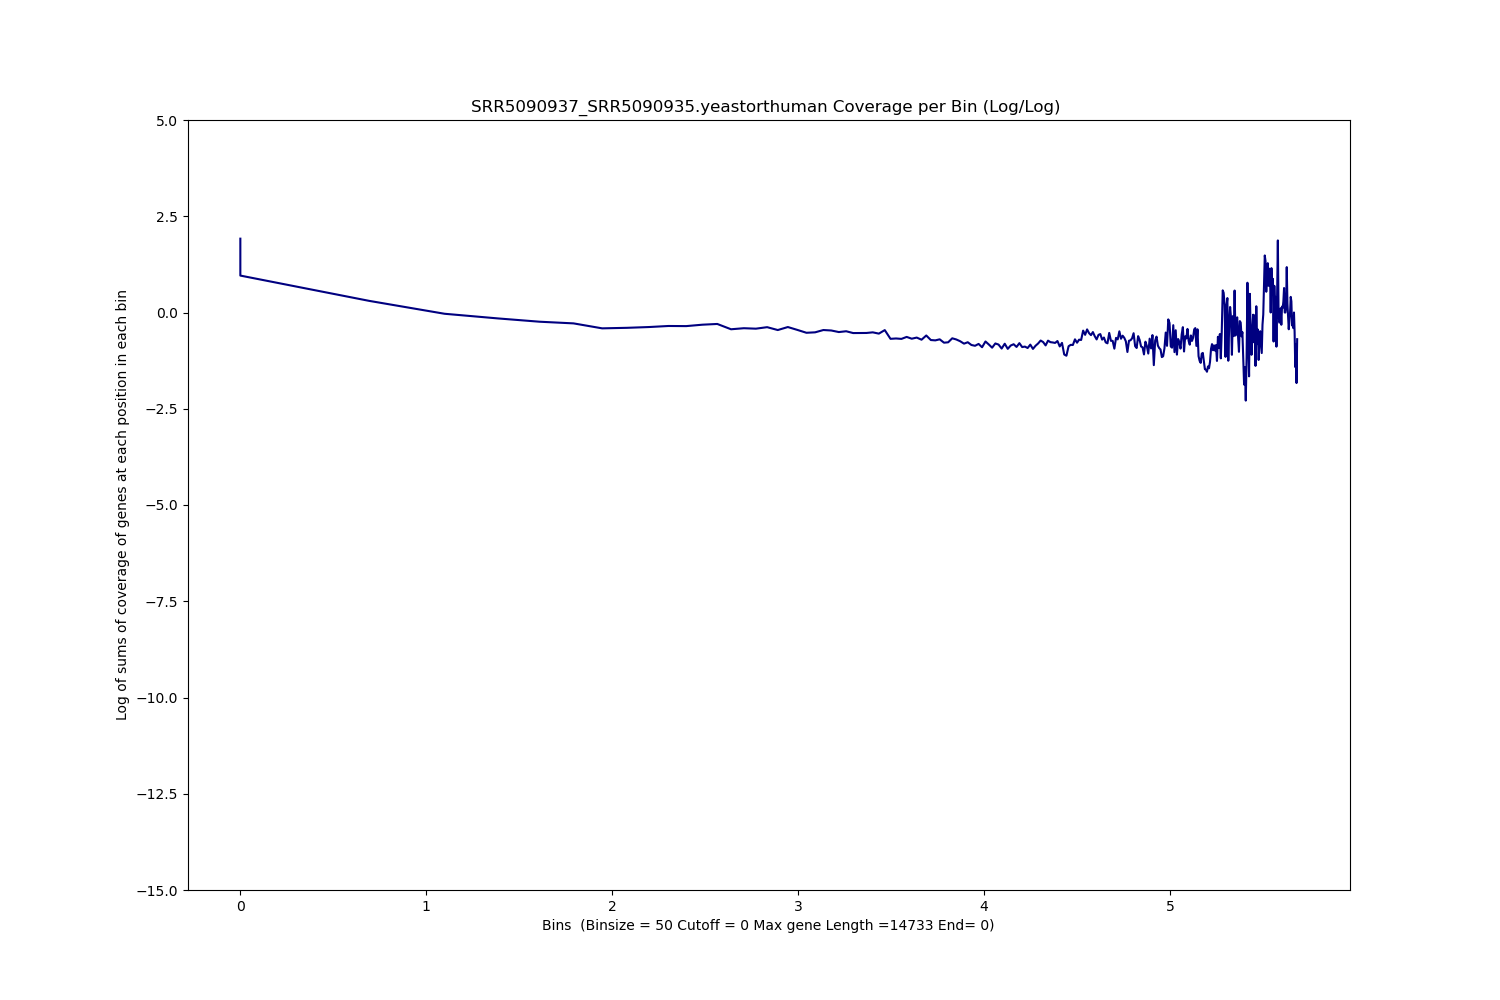 SRR5090937_SRR5090935.yeastorthuman Coverage per Bin (Log/Log)
Log of sums of coverage of genes at each position in each bin
5.0
2.5
0.0
−2.5
−5.0
−7.5
−10.0
−12.5
−15.0
0 1 2 3 4 5
Bins  (Binsize = 50 Cutoff = 0 Max gene Length =14733 End= 0)